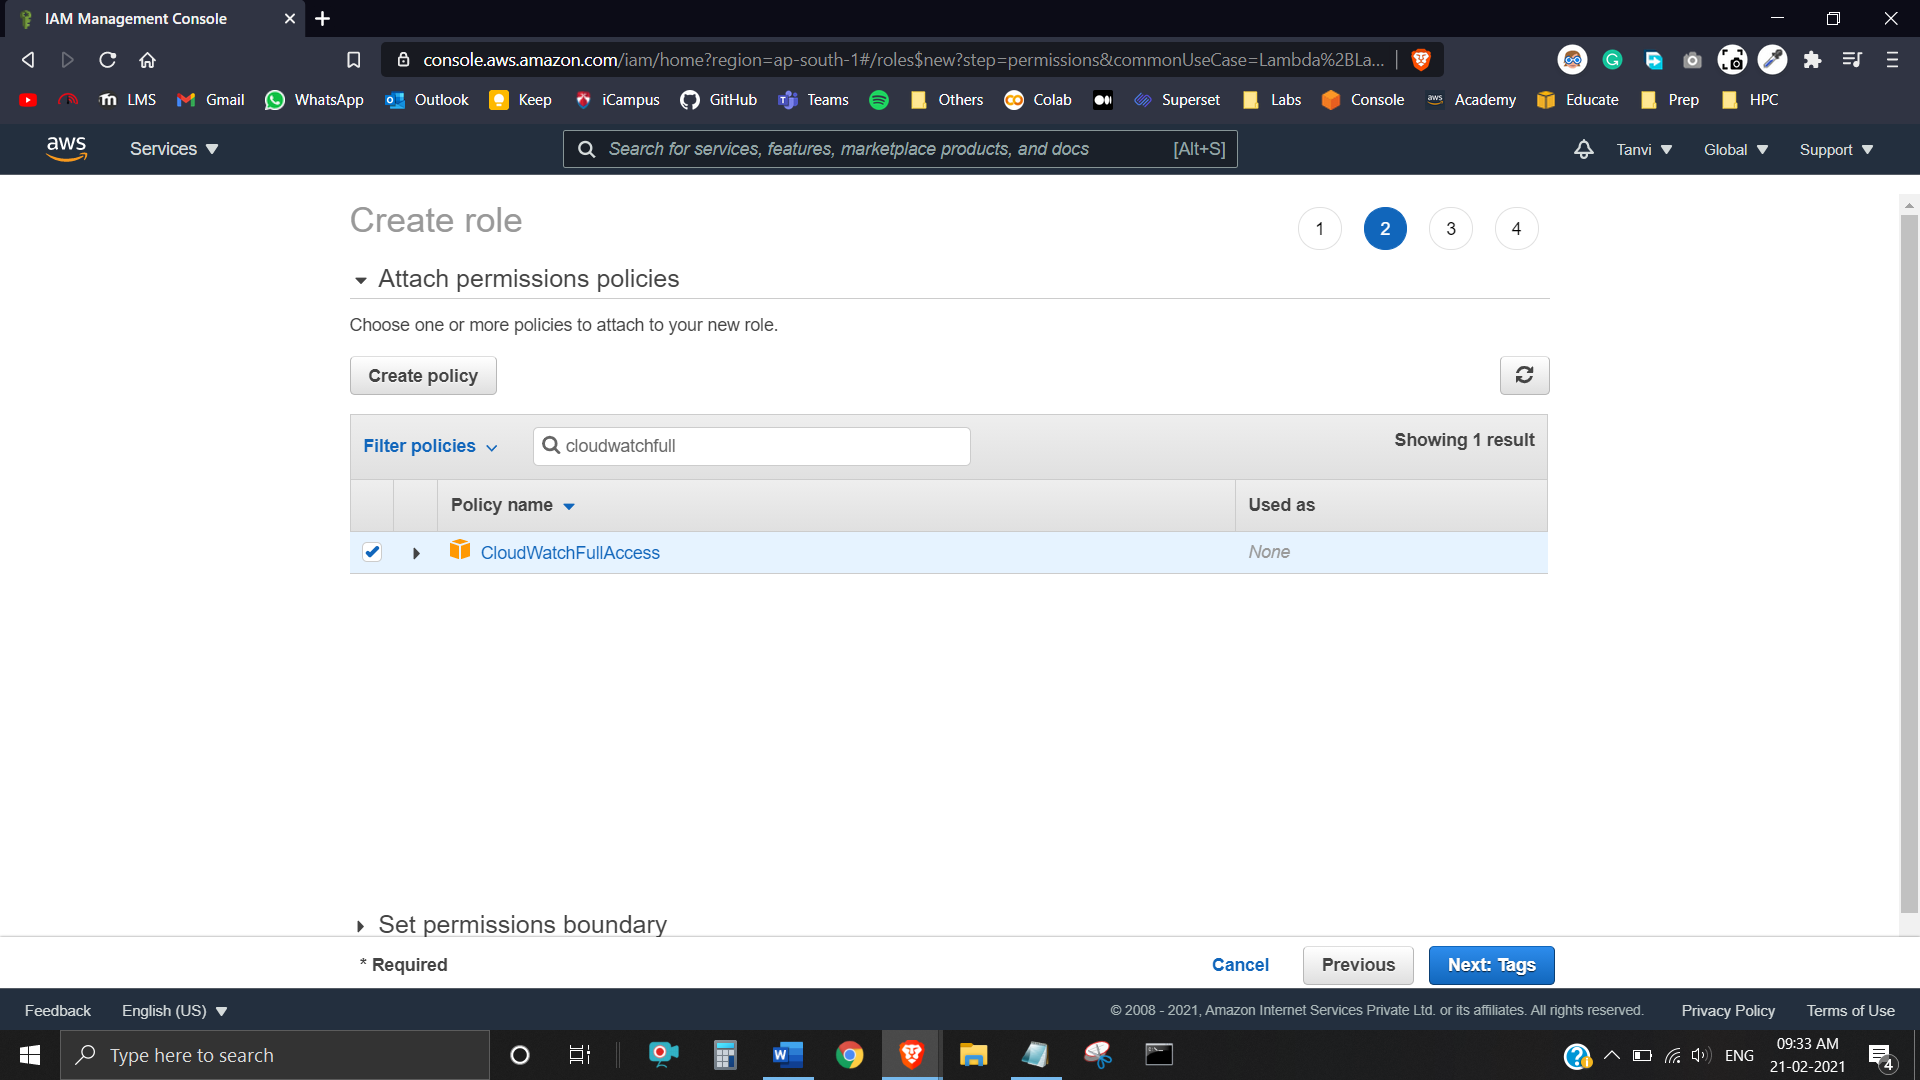 IAM Management Console
console.aws.amazon.com/iam/home?region=ap-south-1#/roles$new?step=permissions&commonUseCase=Lambda%2BLa...
LMS Gmail WhatsApp Outlook Keep iCampus GitHub Teams Others Colab Superset Labs Console aws Academy Educate Prep HPC
aws Services Search for services, features, marketplace products, and docs [Alt+S] Tanvi Global Support
Create role
1 2 3 4
Attach permissions policies
Choose one or more policies to attach to your new role.
Create policy
Filter policies cloudwatchfull Showing 1 result
Policy name Used as
CloudWatchFullAccess None
Set permissions boundary
* Required Cancel Previous Next: Tags
Feedback English (US) © 2008 - 2021, Amazon Internet Services Private Ltd. or its affiliates. All rights reserved. Privacy Policy Terms of Use
Type here to search ENG 09:33 AM
21-02-2021 4